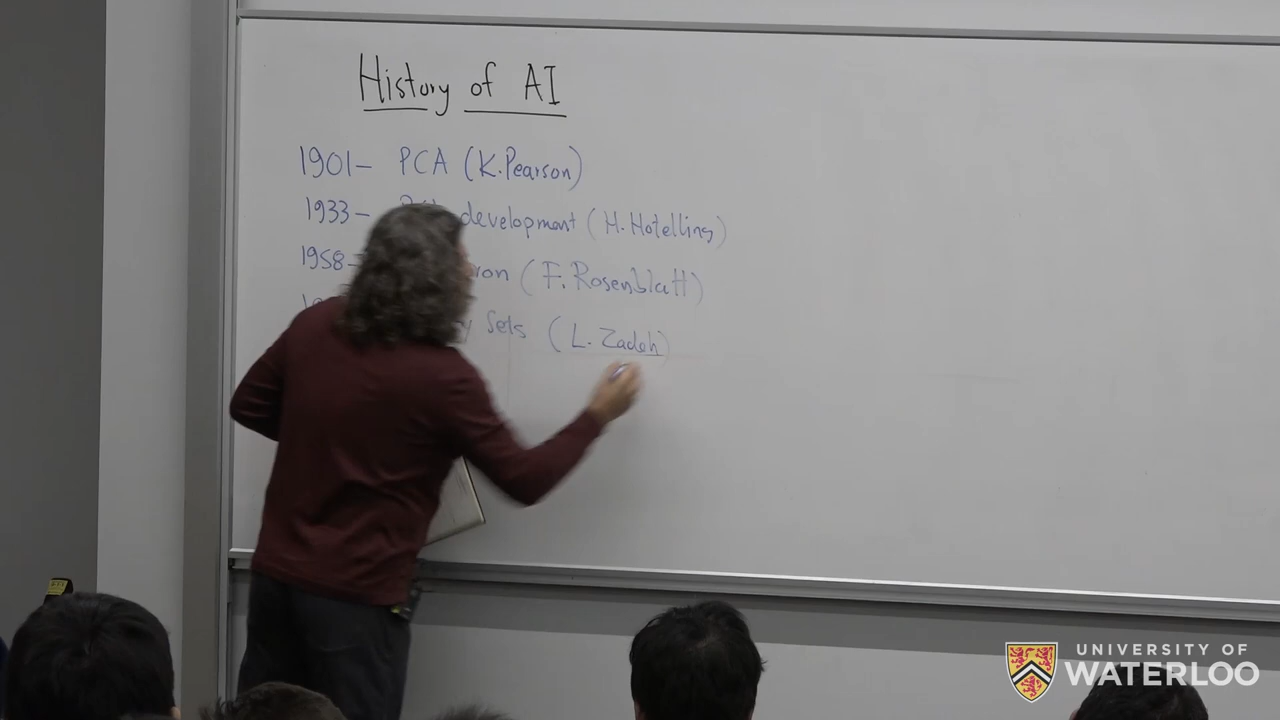 History of AI
1901- PCA (K.Pearson)
1933- development (H. Hotelling)
1958- (F. Rosenblatt)
Sets (L. Zadeh)
UNIVERSITY OF
WATERLOO